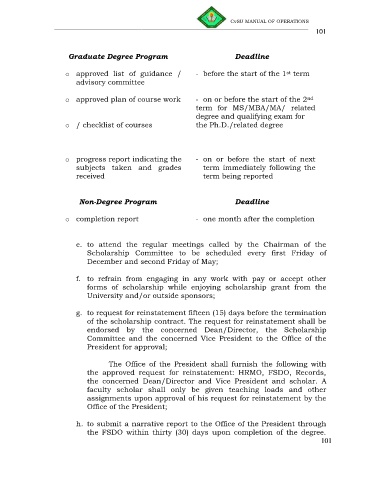 CvSU MANUAL OF OPERATIONS
101
Graduate Degree Program Deadline
o approved list of guidance / - before the start of the 1st term
advisory committee
o approved plan of course work - on or before the start of the 2nd
term for MS/MBA/MA/ related
degree and qualifying exam for
o / checklist of courses the Ph.D./related degree
o progress report indicating the - on or before the start of next
subjects taken and grades term immediately following the
received term being reported
Non-Degree Program Deadline
o completion report - one month after the completion
e. to attend the regular meetings called by the Chairman of the
Scholarship Committee to be scheduled every first Friday of
December and second Friday of May;
f. to refrain from engaging in any work with pay or accept other
forms of scholarship while enjoying scholarship grant from the
University and/or outside sponsors;
g. to request for reinstatement fifteen (15) days before the termination
of the scholarship contract. The request for reinstatement shall be
endorsed by the concerned Dean/Director, the Scholarship
Committee and the concerned Vice President to the Office of the
President for approval;
The Office of the President shall furnish the following with
the approved request for reinstatement: HRMO, FSDO, Records,
the concerned Dean/Director and Vice President and scholar. A
faculty scholar shall only be given teaching loads and other
assignments upon approval of his request for reinstatement by the
Office of the President;
h. to submit a narrative report to the Office of the President through
the FSDO within thirty (30) days upon completion of the degree.
101